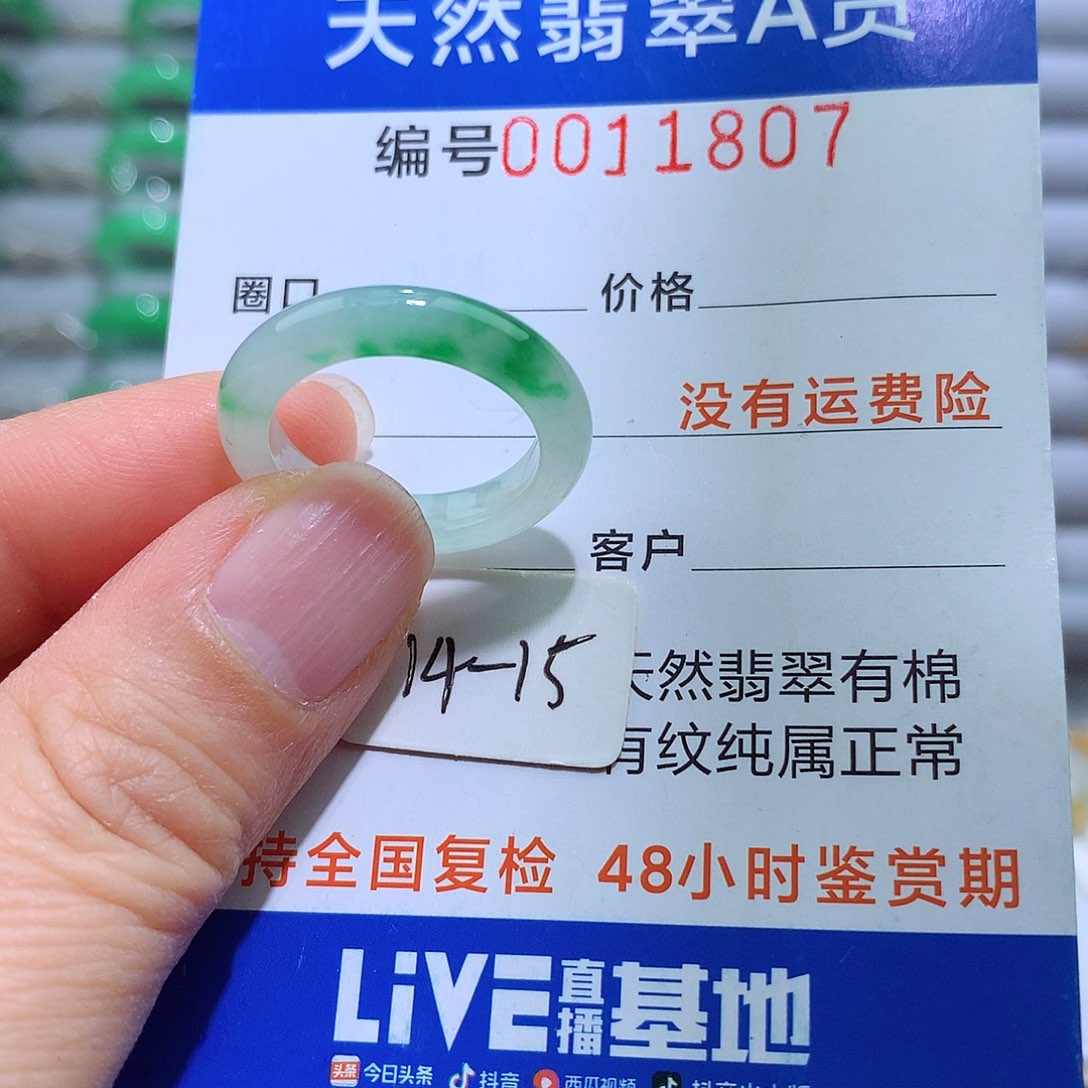 天然翡翠A货
编号0011807
圈口
价格
没有运费险
客户
14-15
天然翡翠有棉
有纹纯属正常
持全国复检 48小时鉴赏期
LiVE直播基地
头条 今日头条 抖音 西瓜视频